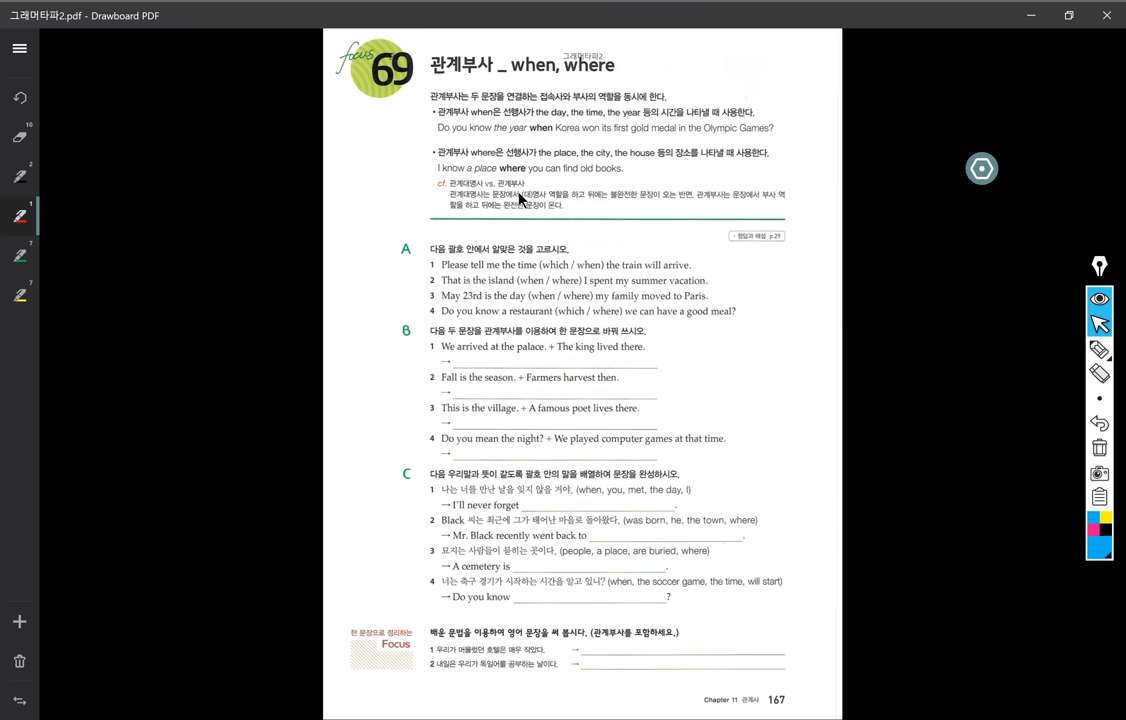 그래머타파2.pdf - Drawboard PDF
10
2
1
7
7
focus 69
그래머타파2
관계부사 _ when, where
관계부사는 두 문장을 연결하는 접속사와 부사의 역할을 동시에 한다.
• 관계부사 when은 선행사가 the day, the time, the year 등의 시간을 나타낼 때 사용한다.
Do you know the year when Korea won its first gold medal in the Olympic Games?
• 관계부사 where은 선행사가 the place, the city, the house 등의 장소를 나타낼 때 사용한다.
I know a place where you can find old books.
cf. 관계대명사 vs. 관계부사
관계대명사는 문장에서 (대)명사 역할을 하고 뒤에는 불완전한 문장이 오는 반면, 관계부사는 문장에서 부사 역
할을 하고 뒤에는 완전한 문장이 온다.
• 정답과 해설 p.29
A 다음 괄호 안에서 알맞은 것을 고르시오.
1 Please tell me the time (which / when) the train will arrive.
2 That is the island (when / where) I spent my summer vacation.
3 May 23rd is the day (when / where) my family moved to Paris.
4 Do you know a restaurant (which / where) we can have a good meal?
B 다음 두 문장을 관계부사를 이용하여 한 문장으로 바꿔 쓰시오.
1 We arrived at the palace. + The king lived there.
→
2 Fall is the season. + Farmers harvest then.
→
3 This is the village. + A famous poet lives there.
→
4 Do you mean the night? + We played computer games at that time.
→
C 다음 우리말과 뜻이 같도록 괄호 안의 말을 배열하여 문장을 완성하시오.
1 나는 너를 만난 날을 잊지 않을 거야. (when, you, met, the day, I)
→ I'll never forget .
2 Black 씨는 최근에 그가 태어난 마을로 돌아왔다. (was born, he, the town, where)
→ Mr. Black recently went back to .
3 묘지는 사람들이 묻히는 곳이다. (people, a place, are buried, where)
→ A cemetery is .
4 너는 축구 경기가 시작하는 시간을 알고 있니? (when, the soccer game, the time, will start)
→ Do you know ?
한 문장으로 정리하는
Focus
배운 문법을 이용하여 영어 문장을 써 봅시다. (관계부사를 포함하세요.)
1 우리가 머물렀던 호텔은 매우 작았다. →
2 내일은 우리가 독일어를 공부하는 날이다. →
Chapter 11 관계사 167